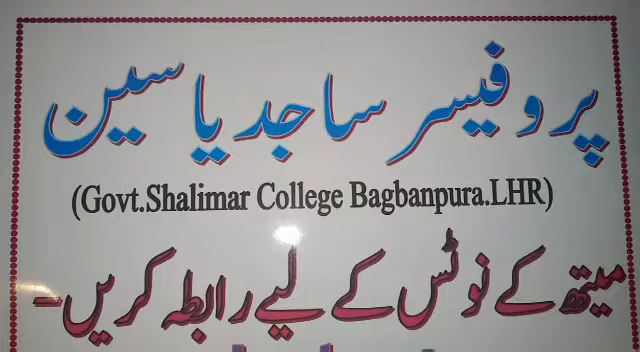 پروفیسر ساجد یاسین
(Govt.Shalimar College Bagbanpura.LHR)
میتھ کے نوٹس کے لیے رابطہ کریں-